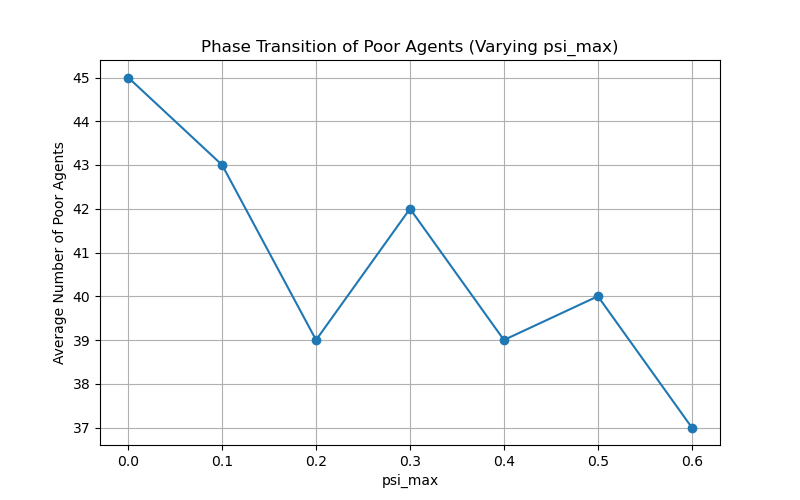 Phase Transition of Poor Agents (Varying psi_max)
Average Number of Poor Agents
45
44
43
42
41
40
39
38
37
0.0 0.1 0.2 0.3 0.4 0.5 0.6
psi_max